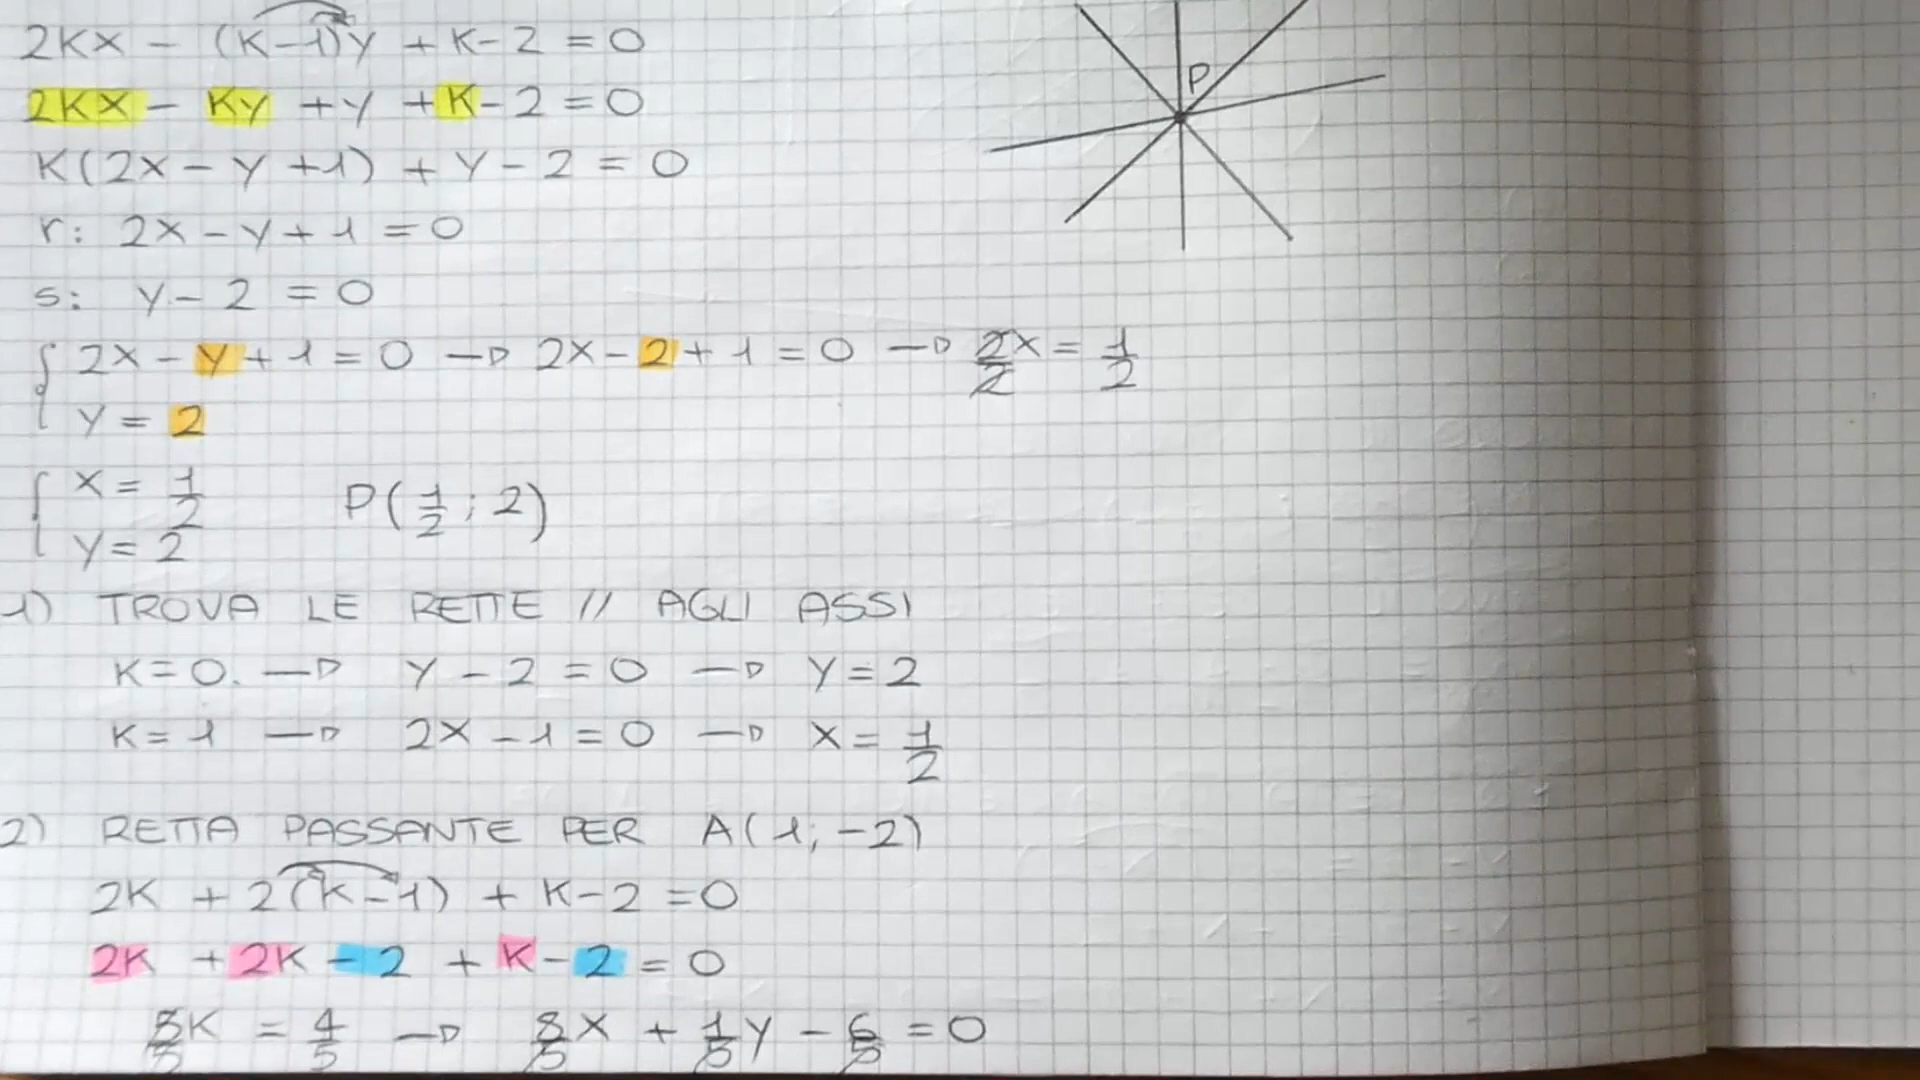 2KX - (K-1)y + K-2 = 0
P
2KX - Ky + y + K - 2 = 0
K(2X - y + 1) + y - 2 = 0
r: 2X - y + 1 = 0
s: y - 2 = 0
{ 2X - y + 1 = 0 → 2X - 2 + 1 = 0 → 2X/2 = 1/2
y = 2
{ X = 1/2
y = 2
P(1/2 ; 2)
1) TROVA LE RETTE // AGLI ASSI
K = 0. → y - 2 = 0 → y = 2
K = 1 → 2X - 1 = 0 → X = 1/2
2) RETTA PASSANTE PER A(1; -2)
2K + 2(K-1) + K-2 = 0
2K + 2K - 2 + K - 2 = 0
5K/5 = 4/5 → 8/5 X + 1/5 y - 6/5 = 0